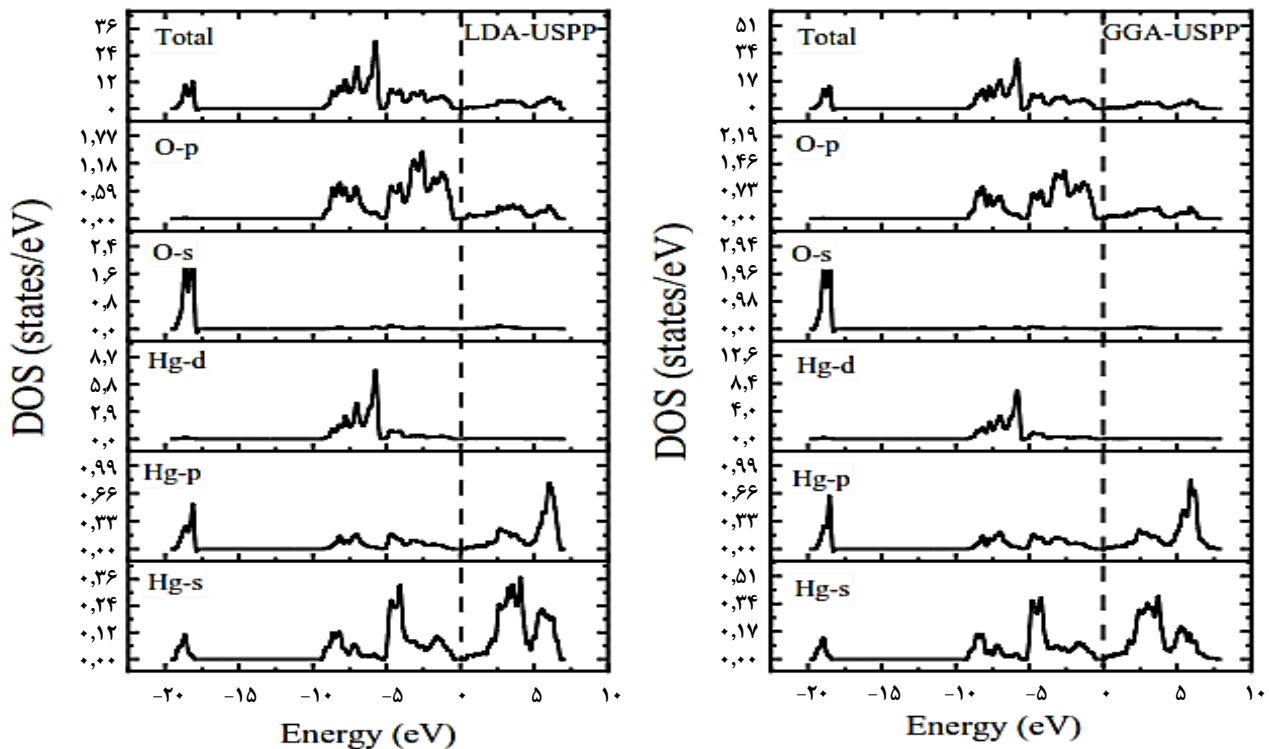 LDA-USPP
Total
۳۶
۲۴
۱۲
۰
O-p
۱,۷۷
۱,۱۸
۰,۵۹
۰,۰۰
O-s
۲,۴
۱,۶
۰,۸
۰,۰
Hg-d
۸,۷
۵,۸
۲,۹
۰,۰
Hg-p
۰,۹۹
۰,۶۶
۰,۳۳
۰,۰۰
Hg-s
۰,۳۶
۰,۲۴
۰,۱۲
۰,۰۰
-۲۰ -۱۵ -۱۰ -۵ ۰ ۵ ۱۰
Energy (eV)
DOS (states/eV)
GGA-USPP
Total
۵۱
۳۴
۱۷
۰
O-p
۲,۱۹
۱,۴۶
۰,۷۳
۰,۰۰
O-s
۲,۹۴
۱,۹۶
۰,۹۸
۰,۰۰
Hg-d
۱۲,۶
۸,۴
۴,۰
۰,۰
Hg-p
۰,۹۹
۰,۶۶
۰,۳۳
۰,۰۰
Hg-s
۰,۵۱
۰,۳۴
۰,۱۷
۰,۰۰
-۲۰ -۱۵ -۱۰ -۵ ۰ ۵ ۱۰
Energy (eV)
DOS (states/eV)